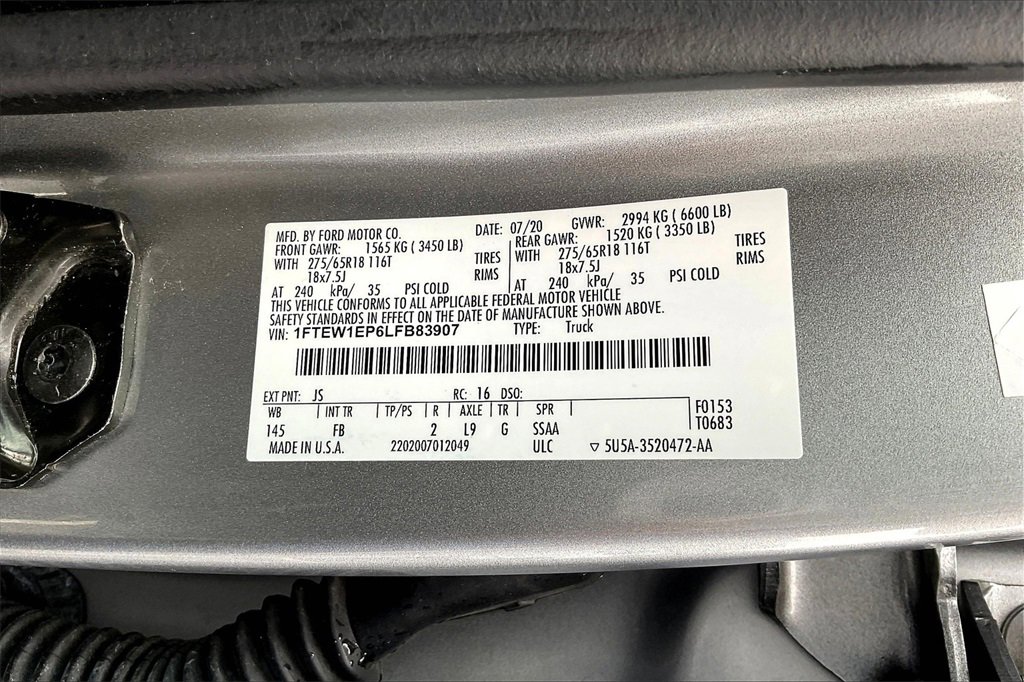 MFD. BY FORD MOTOR CO. DATE: 07/20 GVWR: 2994 KG ( 6600 LB)
FRONT GAWR: 1565 KG ( 3450 LB) REAR GAWR: 1520 KG ( 3350 LB)
WITH 275/65R18 116T TIRES WITH 275/65R18 116T TIRES
18x7.5J RIMS 18x7.5J RIMS
AT 240 kPa/ 35 PSI COLD AT 240 kPa/ 35 PSI COLD
THIS VEHICLE CONFORMS TO ALL APPLICABLE FEDERAL MOTOR VEHICLE
SAFETY STANDARDS IN EFFECT ON THE DATE OF MANUFACTURE SHOWN ABOVE.
VIN: 1FTEW1EP6LFB83907 TYPE: Truck
EXT PNT: JS RC: 16 DSO:
WB INT TR TP/PS R AXLE TR SPR F0153
145 FB 2 L9 G SSAA T0683
MADE IN U.S.A. 2202007012049 ULC ▽ 5U5A-3520472-AA